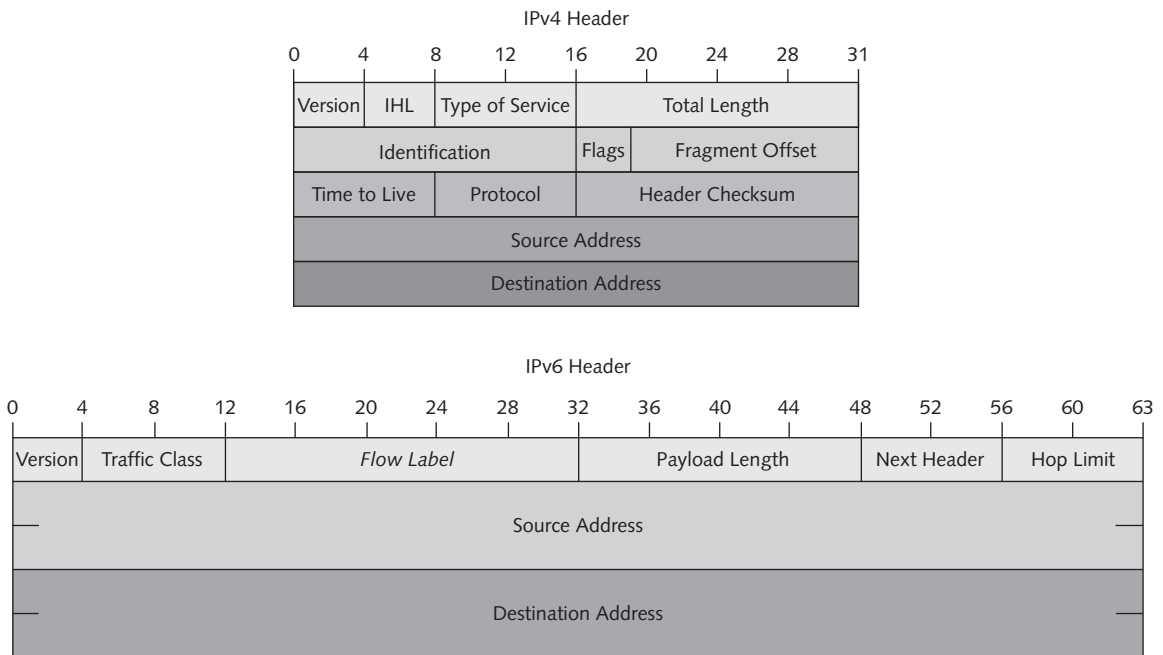 IPv4 Header
0 4 8 12 16 20 24 28 31
Version IHL Type of Service Total Length
Identification Flags Fragment Offset
Time to Live Protocol Header Checksum
Source Address
Destination Address
IPv6 Header
0 4 8 12 16 20 24 28 32 36 40 44 48 52 56 60 63
Version Traffic Class Flow Label Payload Length Next Header Hop Limit
Source Address
Destination Address